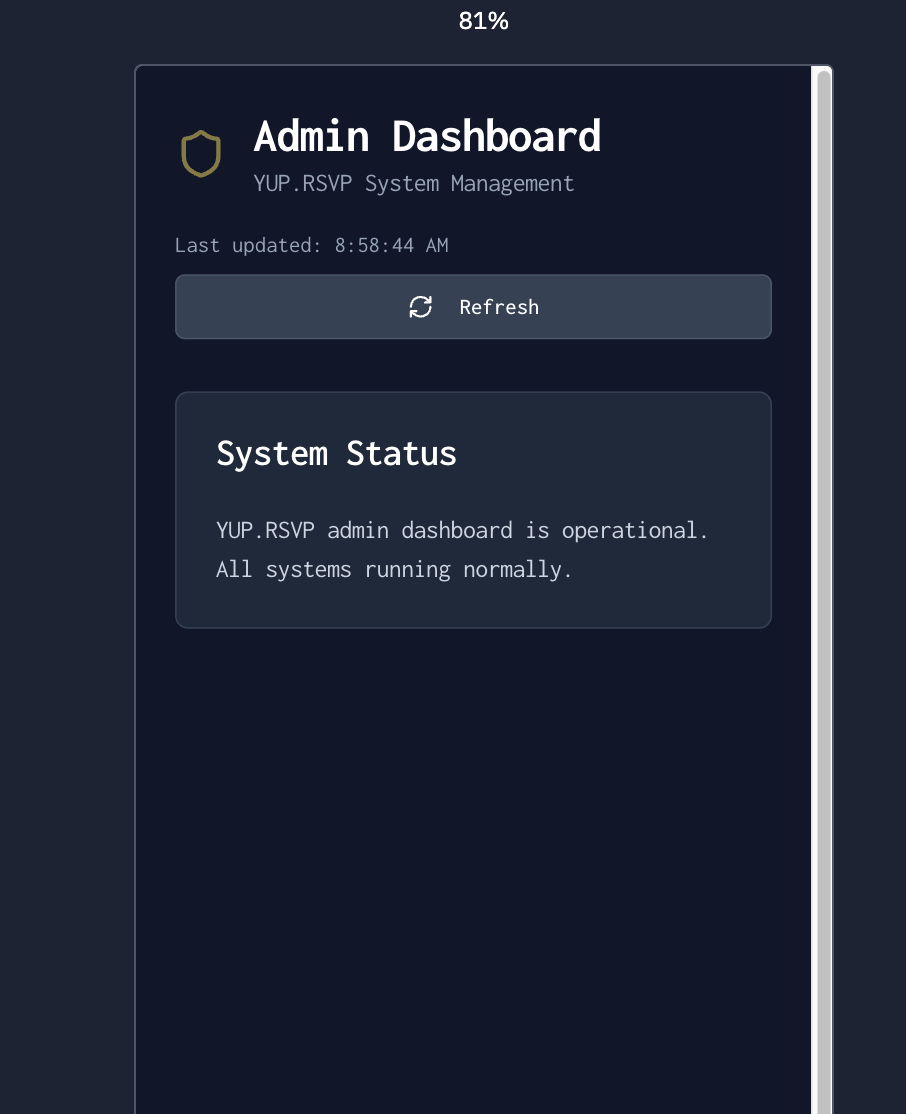 81%
Admin Dashboard
YUP.RSVP System Management
Last updated: 8:58:44 AM
Refresh
System Status
YUP.RSVP admin dashboard is operational.
All systems running normally.